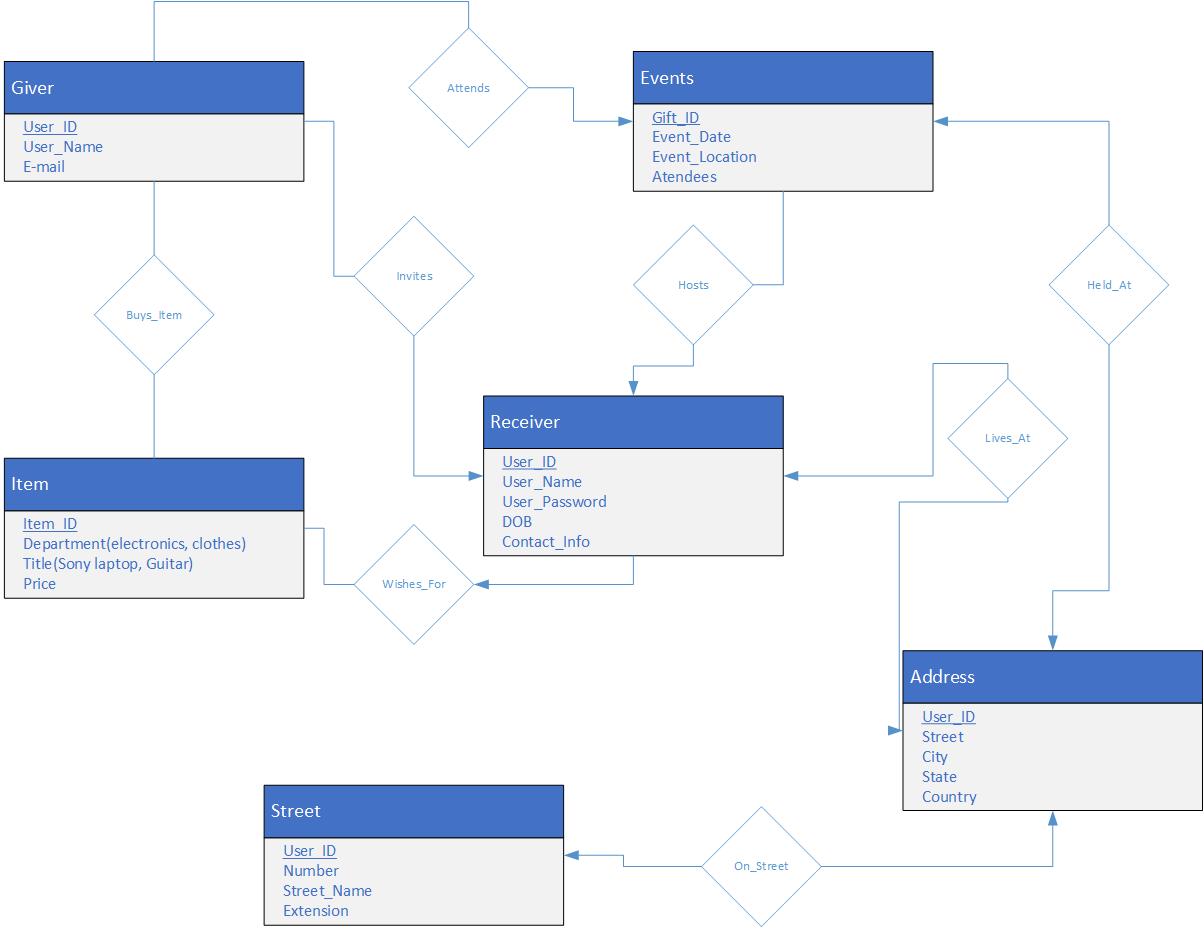 Attends
Giver
User_ID
User_Name
E-mail
Events
Gift_ID
Event_Date
Event_Location
Atendees
Buys_Item
Invites
Hosts
Held_At
Receiver
User_ID
User_Name
User_Password
DOB
Contact_Info
Lives_At
Item
Item_ID
Department(electronics, clothes)
Title(Sony laptop, Guitar)
Price
Wishes_For
Address
User_ID
Street
City
State
Country
Street
User_ID
Number
Street_Name
Extension
On_Street